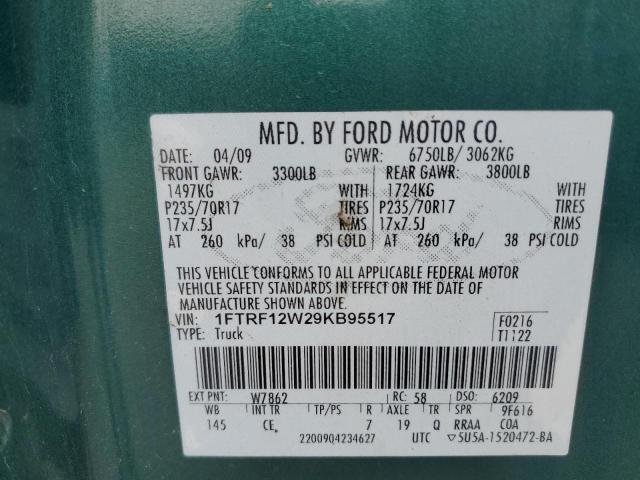 MFD. BY FORD MOTOR CO.
DATE: 04/09 GVWR: 6750LB/ 3062KG
FRONT GAWR: 3300LB REAR GAWR: 3800LB
1497KG WITH 1724KG WITH
P235/70R17 TIRES P235/70R17 TIRES
17x7.5J RIMS 17x7.5J RIMS
AT 260 kPa/ 38 PSI COLD AT 260 kPa/ 38 PSI COLD
THIS VEHICLE CONFORMS TO ALL APPLICABLE FEDERAL MOTOR
VEHICLE SAFETY STANDARDS IN EFFECT ON THE DATE OF
MANUFACTURE SHOWN ABOVE.
VIN: 1FTRF12W29KB95517 F0216
TYPE: Truck T1122
EXT PNT: W7862 RC: 58 DSO: 6209
WB INT TR TP/PS R AXLE TR SPR 9F616
145 CE 7 19 Q RRAA COA
2200904234627 UTC ▽5U5A-1520472-BA